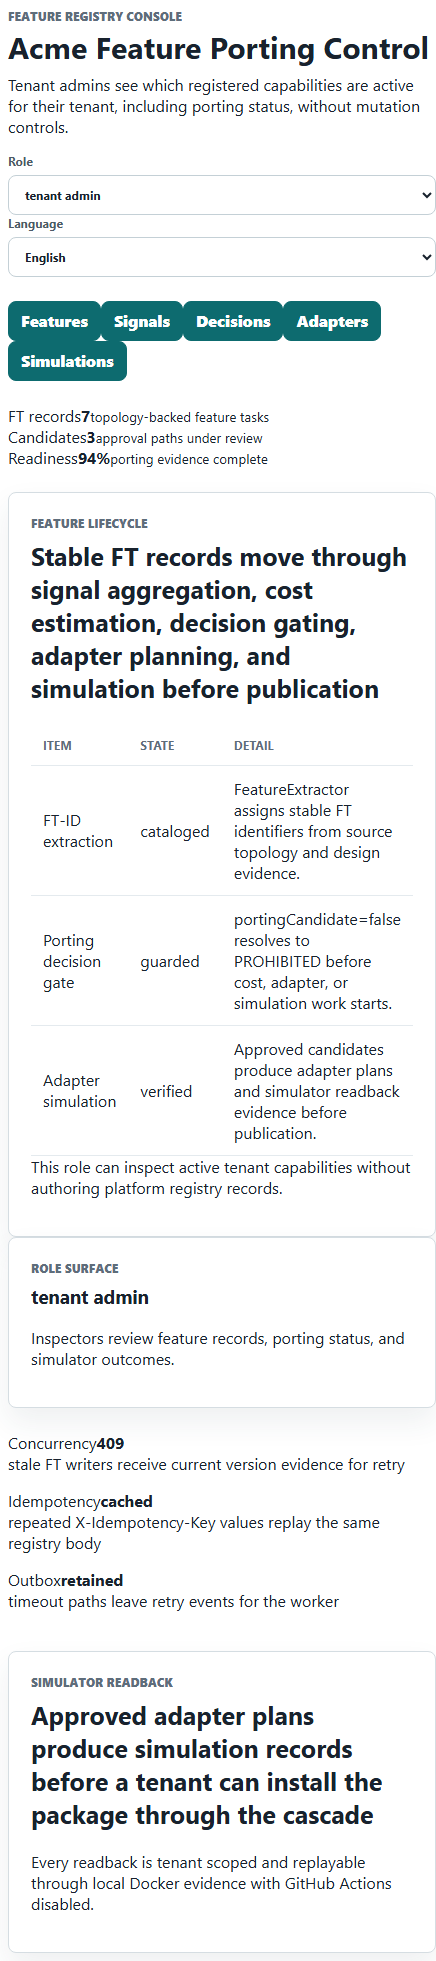 FEATURE REGISTRY CONSOLE
Acme Feature Porting Control
Tenant admins see which registered capabilities are active
for their tenant, including porting status, without mutation
controls.
Role
tenant admin
Language
English
Features Signals Decisions Adapters
Simulations
FT records7topology-backed feature tasks
Candidates3approval paths under review
Readiness94%porting evidence complete
FEATURE LIFECYCLE
Stable FT records move through
signal aggregation, cost
estimation, decision gating,
adapter planning, and
simulation before publication
ITEM STATE DETAIL
FT-ID
extraction
cataloged
FeatureExtractor
assigns stable FT
identifiers from source
topology and design
evidence.
Porting
decision
gate
guarded
portingCandidate=false
resolves to
PROHIBITED before
cost, adapter, or
simulation work starts.
Adapter
simulation
verified
Approved candidates
produce adapter plans
and simulator readback
evidence before
publication.
This role can inspect active tenant capabilities without
authoring platform registry records.
ROLE SURFACE
tenant admin
Inspectors review feature records, porting status, and
simulator outcomes.
Concurrency409
stale FT writers receive current version evidence for retry
Idempotencycached
repeated X-Idempotency-Key values replay the same
registry body
Outboxretained
timeout paths leave retry events for the worker
SIMULATOR READBACK
Approved adapter plans
produce simulation records
before a tenant can install the
package through the cascade
Every readback is tenant scoped and replayable
through local Docker evidence with GitHub Actions
disabled.